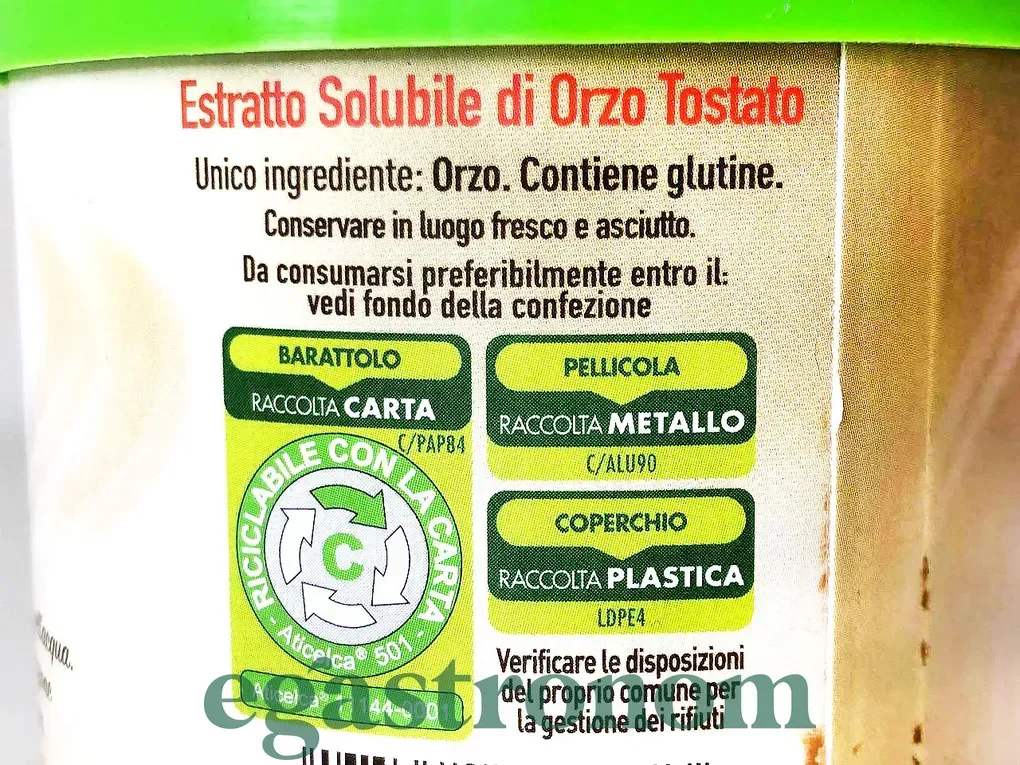 Estratto Solubile di Orzo Tostato
Unico ingrediente: Orzo. Contiene glutine.
Conservare in luogo fresco e asciutto.
Da consumarsi preferibilmente entro il:
vedi fondo della confezione
BARATTOLO
RACCOLTA CARTA
C/PAP84
RICICLABILE CON LA CARTA
- Aticelca® 501 -
Aticelca®
PELLICOLA
RACCOLTA METALLO
C/ALU90
COPERCHIO
RACCOLTA PLASTICA
LDPE4
Verificare le disposizioni
del proprio comune per
la gestione dei rifiuti
egastronom